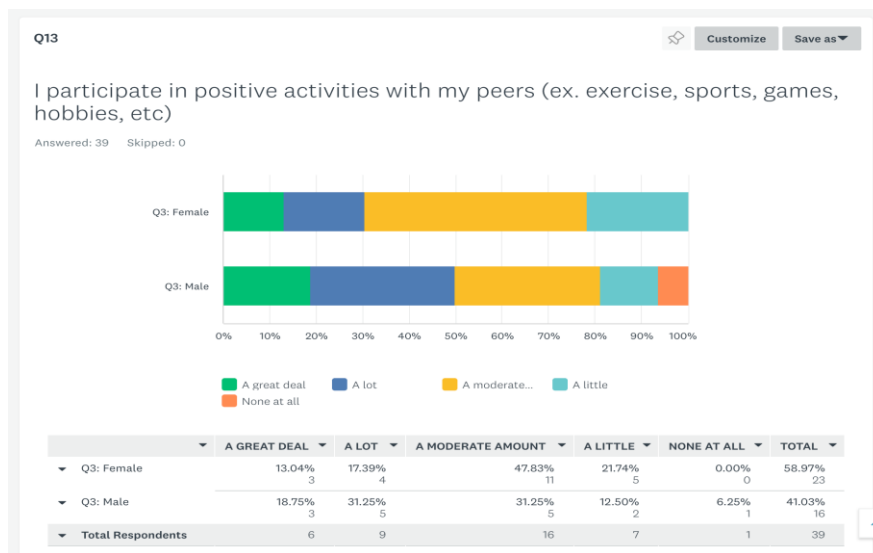 Q13
Customize
Save as
I participate in positive activities with my peers (ex. exercise, sports, games,
hobbies, etc)
Answered: 39 Skipped: 0
Q3: Female
Q3: Male
0% 10% 20% 30% 40% 50% 60% 70% 80% 90% 100%
A great deal A lot A moderate... A little
None at all
A GREAT DEAL A LOT A MODERATE AMOUNT A LITTLE NONE AT ALL TOTAL
Q3: Female 13.04% 17.39% 47.83% 21.74% 0.00% 58.97%
3 4 11 5 0 23
Q3: Male 18.75% 31.25% 31.25% 12.50% 6.25% 41.03%
3 5 5 2 1 16
Total Respondents 6 9 16 7 1 39